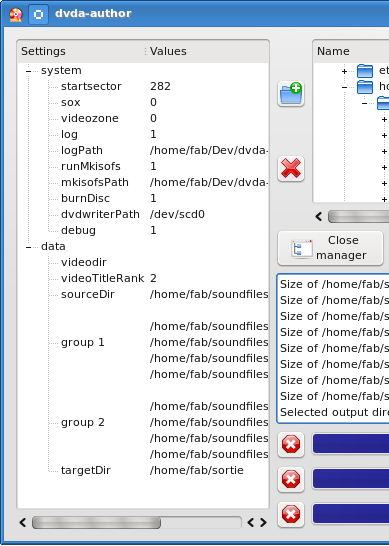 dvda-author
Settings Values
system
startsector 282
sox 0
videozone 0
log 1
logPath /home/fab/Dev/dvda-
runMkisofs 1
mkisofsPath /home/fab/Dev/dvda-
burnDisc 1
dvdwriterPath /dev/scd0
debug 1
data
videodir
videoTitleRank 2
sourceDir /home/fab/soundfiles
/home/fab/soundfiles
group 1 /home/fab/soundfiles
/home/fab/soundfiles
/home/fab/soundfiles
/home/fab/soundfiles
group 2 /home/fab/soundfiles
/home/fab/soundfiles
/home/fab/soundfiles
targetDir /home/fab/sortie
Name
et
ho
Close
manager
Size of /home/fab/s
Size of /home/fab/s
Size of /home/fab/s
Size of /home/fab/s
Size of /home/fab/s
Size of /home/fab/s
Size of /home/fab/s
Size of /home/fab/s
Selected output dire